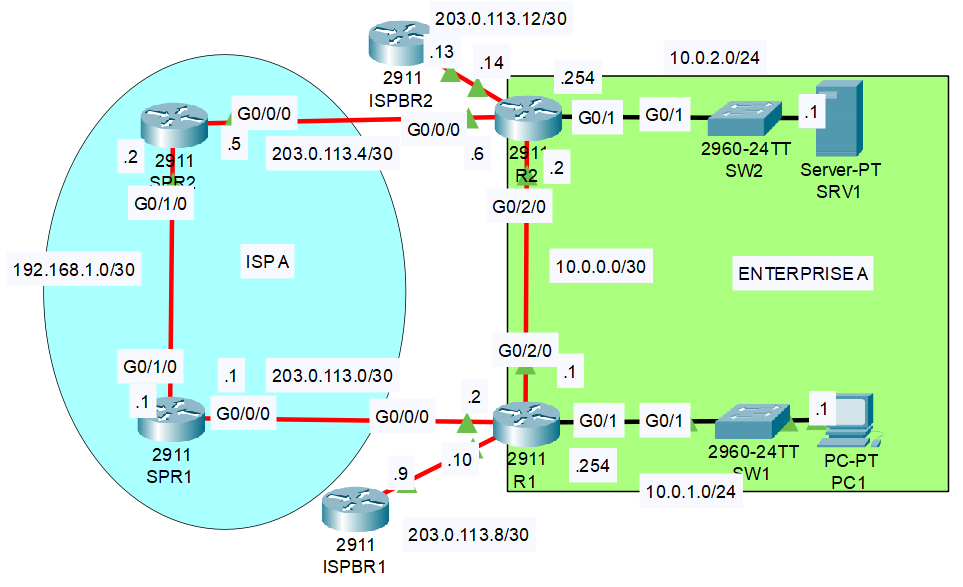 203.0.113.12/30
.13
.14
2911
ISPBR2
.254
10.0.2.0/24
G0/0/0
G0/0/0
G0/1
G0/1
.1
.2
.5
203.0.113.4/30
.6
2911
SPR2
2911
R2
.2
2960-24TT
SW2
Server-PT
SRV1
G0/1/0
G0/2/0
192.168.1.0/30
ISP A
10.0.0.0/30
ENTERPRISE A
G0/1/0
.1
203.0.113.0/30
G0/2/0
.1
.1
G0/0/0
G0/0/0
.2
G0/1
G0/1
.1
2911
SPR1
.9
.10
2911
R1
.254
2960-24TT
SW1
PC-PT
PC1
10.0.1.0/24
203.0.113.8/30
2911
ISPBR1